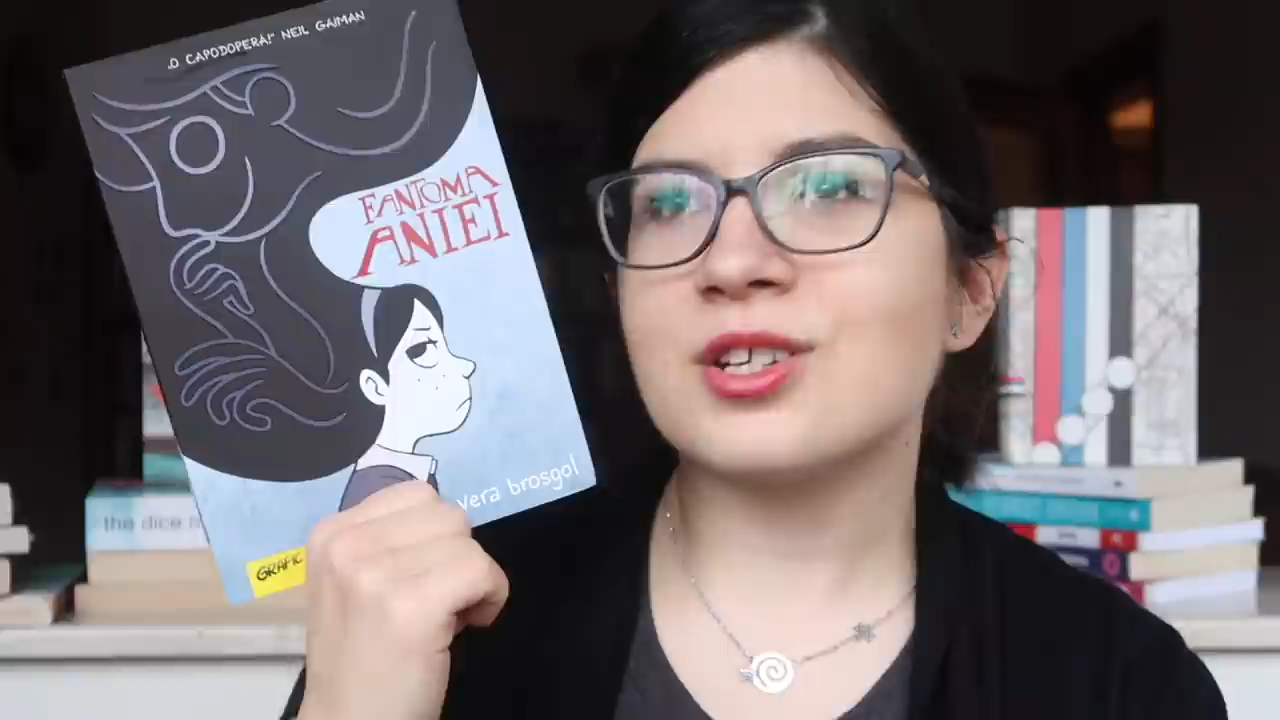 „O CAPODOPERĂ!” NEIL GAIMAN
FANTOMA
ANIEI
vera brosgol
GRAFIC
the dice